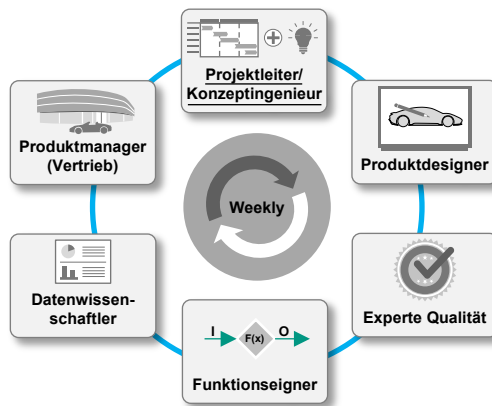 Projektleiter/
Konzeptingenieur
Produktmanager
(Vertrieb)
Produktdesigner
Weekly
Datenwissen-
schaftler
Experte Qualität
I F(x) O
Funktionseigner